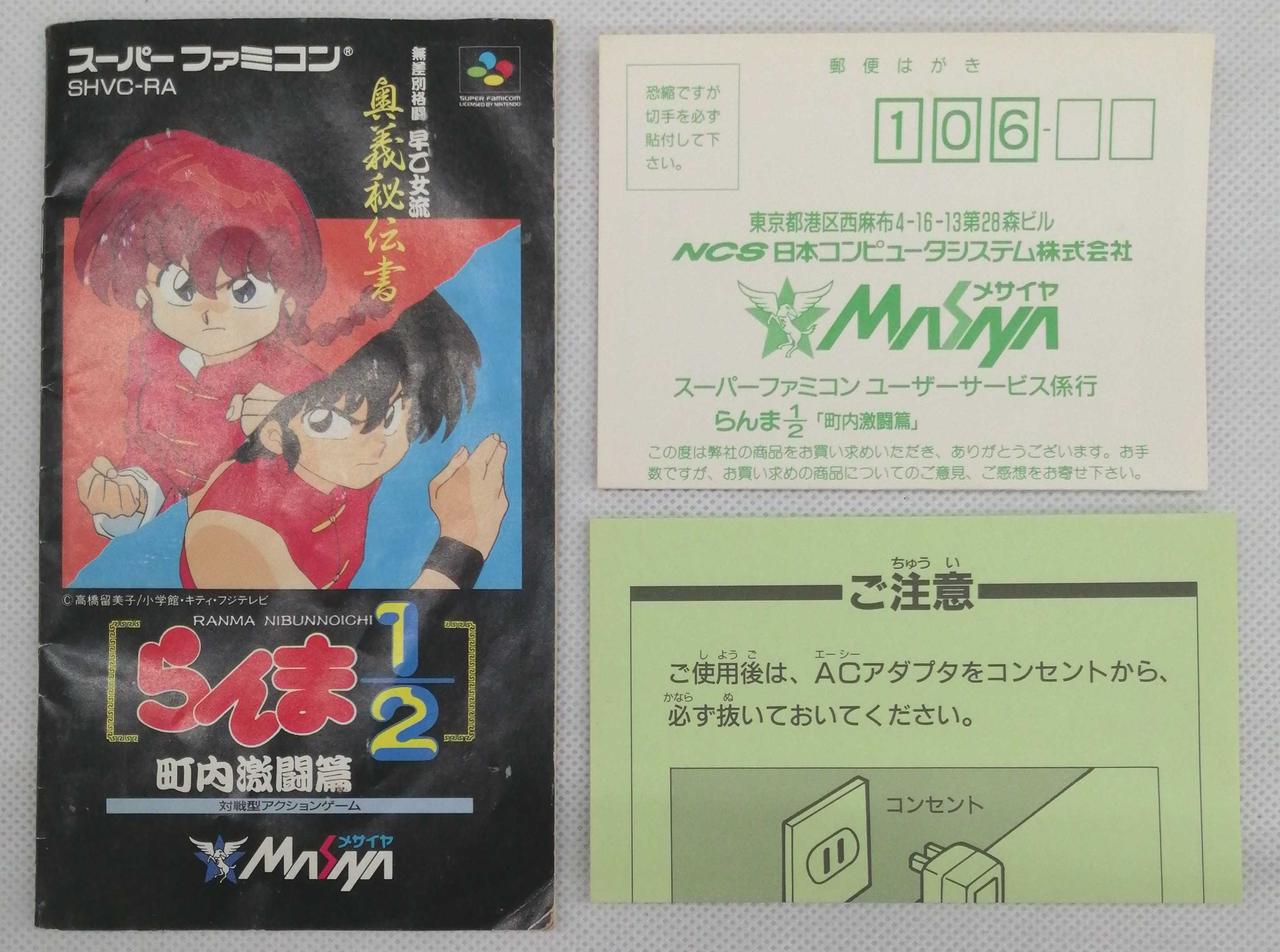 スーパーファミコン®
SHVC-RA
無差別格闘 早乙女流
奥義秘伝書
SUPER FAMICOM
LICENSED BY NINTENDO
©高橋留美子/小学館・キティ・フジテレビ
RANMA NIBUNNOICHI
らんま1/2
町内激闘篇
対戦型アクションゲーム
メサイヤ
MASAYA
郵便はがき
恐縮ですが
切手を必ず
貼付して下
さい。
106-
東京都港区西麻布4-16-13第28森ビル
NCS 日本コンピュータシステム株式会社
メサイヤ
MASAYA
スーパーファミコン ユーザーサービス係行
らんま1/2「町内激闘篇」
この度は弊社の商品をお買い求めいただき、ありがとうございます。お手
数ですが、お買い求めの商品についてのご意見、ご感想をお寄せ下さい。
ちゅう い
ご注意
しようご エーシー
ご使用後は、ACアダプタをコンセントから、
かなら ぬ
必ず抜いておいてください。
コンセント